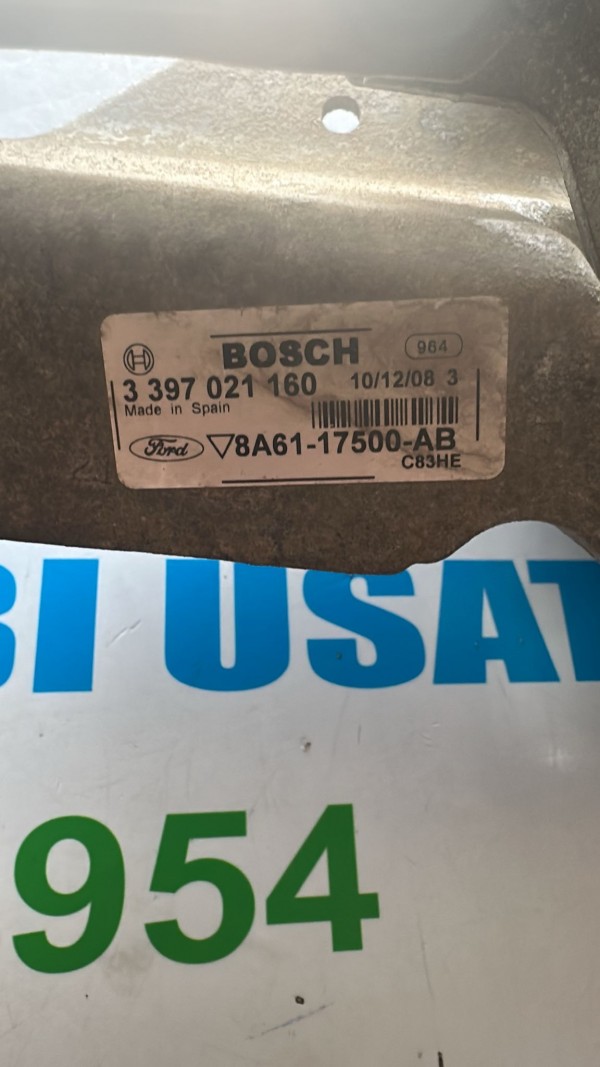 BOSCH 964
3 397 021 160 10/12/08 3
Made in Spain
Ford 8A61-17500-AB
C83HE
BI USAT
954